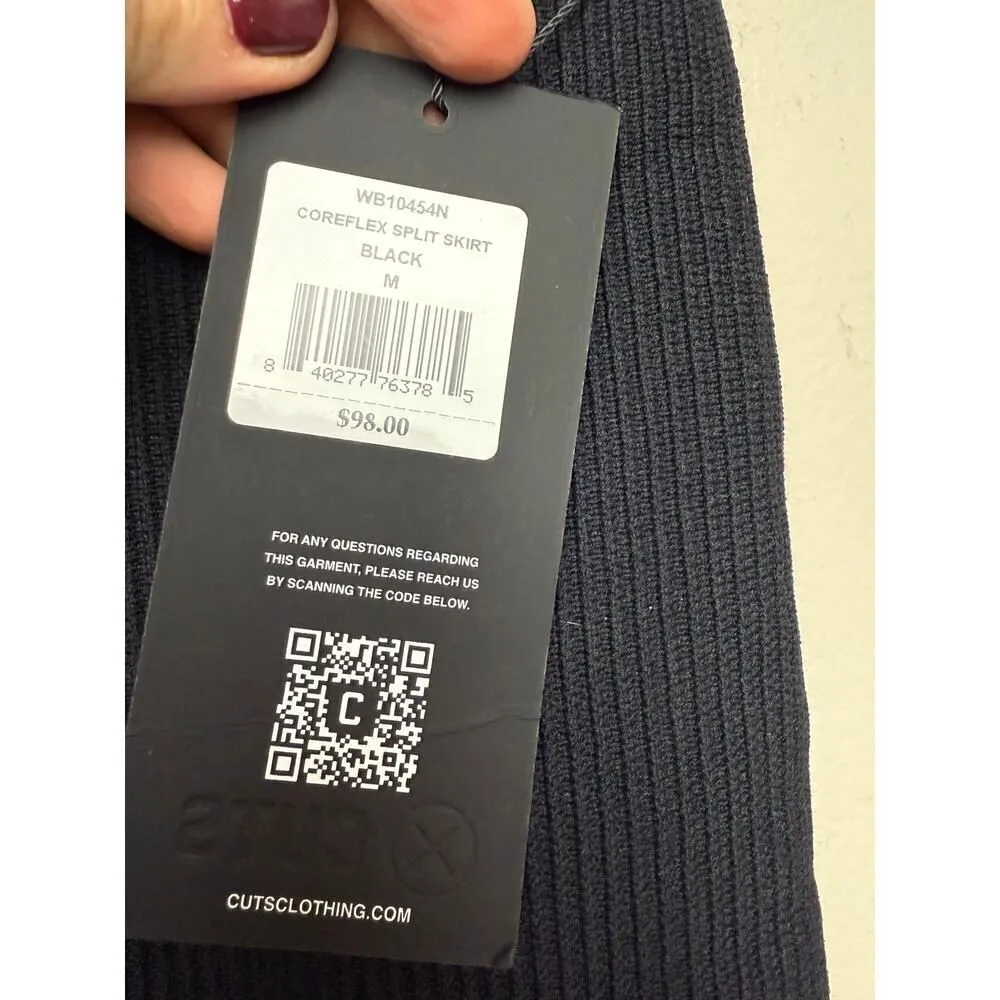 WB10454N
COREFLEX SPLIT SKIRT
BLACK
M
8 40277 76378 5
$98.00
FOR ANY QUESTIONS REGARDING
THIS GARMENT, PLEASE REACH US
BY SCANNING THE CODE BELOW.
C
CUTS
CUTSCLOTHING.COM